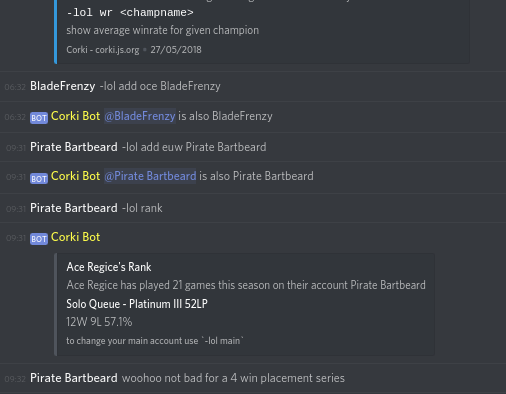 -lol wr <champname>
show average winrate for given champion
Corki - corki.js.org • 27/05/2018
06:32 BladeFrenzy -lol add oce BladeFrenzy
06:32 BOT Corki Bot @BladeFrenzy is also BladeFrenzy
09:31 Pirate Bartbeard -lol add euw Pirate Bartbeard
09:31 BOT Corki Bot @Pirate Bartbeard is also Pirate Bartbeard
09:31 Pirate Bartbeard -lol rank
09:31 BOT Corki Bot
Ace Regice's Rank
Ace Regice has played 21 games this season on their account Pirate Bartbeard
Solo Queue - Platinum III 52LP
12W 9L 57.1%
to change your main account use `-lol main`
09:32 Pirate Bartbeard woohoo not bad for a 4 win placement series